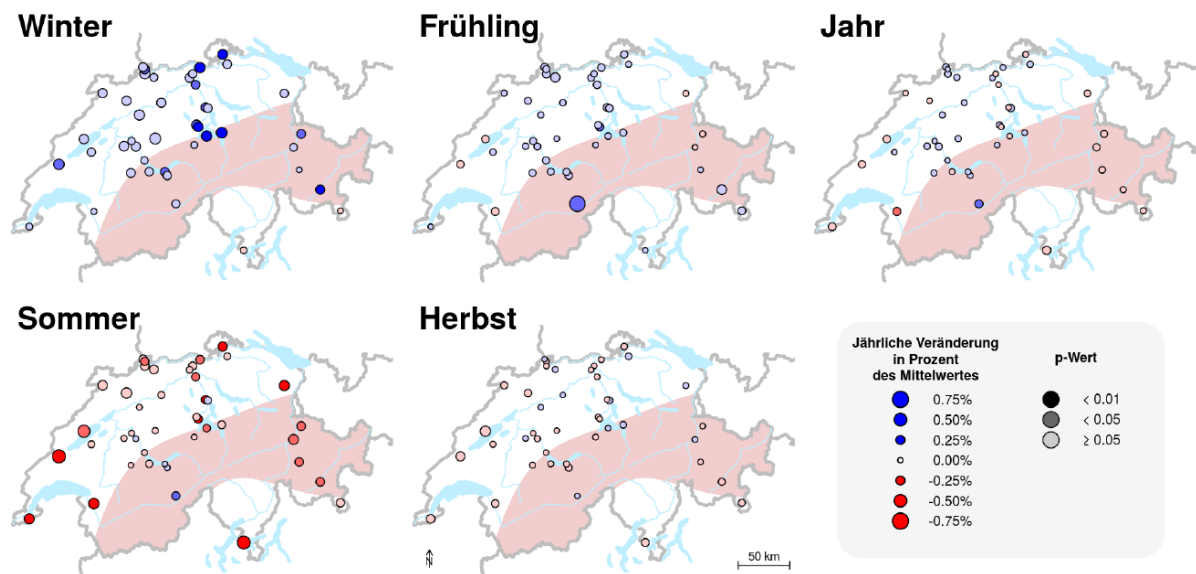 Winter
Frühling
Jahr
Sommer
Herbst
N
50 km
Jährliche Veränderung
in Prozent
des Mittelwertes
0.75%
0.50%
0.25%
0.00%
-0.25%
-0.50%
-0.75%
p-Wert
< 0.01
< 0.05
≥ 0.05